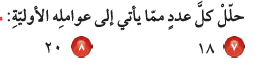 حلّلْ كلَّ عددٍ ممّا يأتي إلى عواملِه الأوليّةِ:
٧ ١٨ ٨ ٢٠